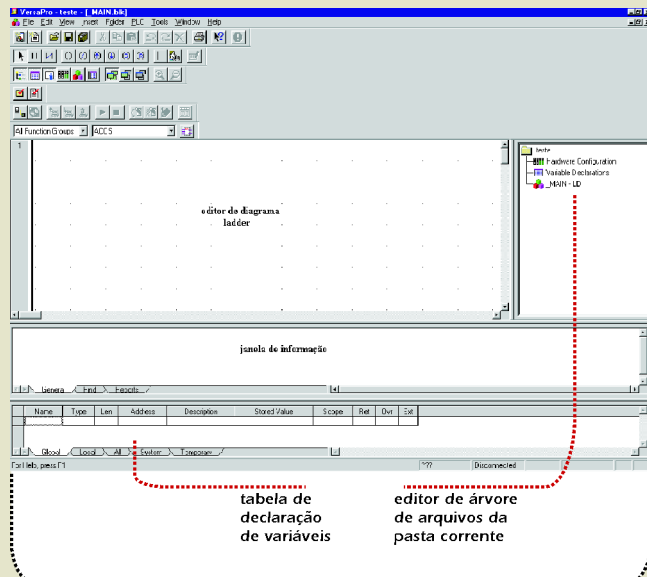 VersaPro - teste - [_MAIN.blk]
File Edit View Insert Folder PLC Tools Window Help
All Function Groups ACOS
1
editor de diagrama
ladder
teste
Hardware Configuration
Variable Declarations
_MAIN - LD
janela de informação
General Find Reports
Name Type Len Address Description Stored Value Scope Ret Ovr Ext
Global Local All System Temporary
For Help, press F1 ??? Disconnected
tabela de
declaração
de variáveis
editor de árvore
de arquivos da
pasta corrente